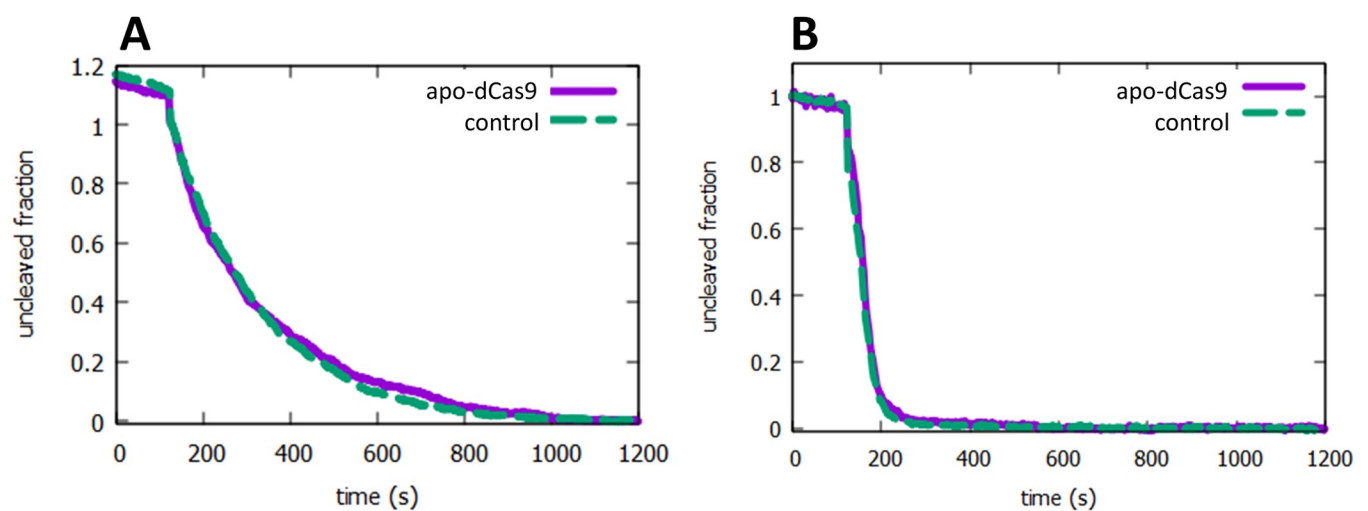 A
1.2
1
0.8
0.6
0.4
0.2
0
uncleaved fraction
apo-dCas9
control
0 200 400 600 800 1000 1200
time (s)
B
1
0.8
0.6
0.4
0.2
0
uncleaved fraction
apo-dCas9
control
0 200 400 600 800 1000 1200
time (s)